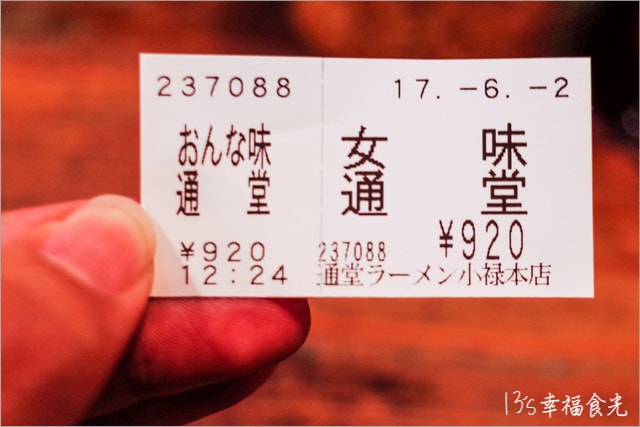 237088
おんな味
通 堂
¥920
12:24
17.-6.-2
女 味
通 堂
¥920
237088
通堂ラーメン小禄本店
13's幸福食光